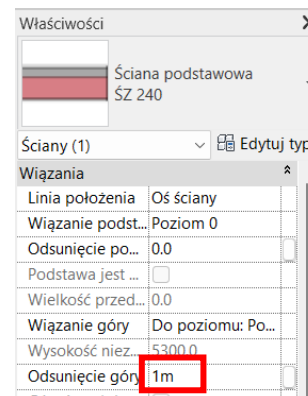 Właściwości
Ściana podstawowa
ŚZ 240
Ściany (1) Edytuj typ
Wiązania
Linia położenia Oś ściany
Wiązanie podst... Poziom 0
Odsunięcie po... 0.0
Podstawa jest ...
Wielkość przed... 0.0
Wiązanie góry Do poziomu: Po...
Wysokość niez... 5300.0
Odsunięcie góry 1m